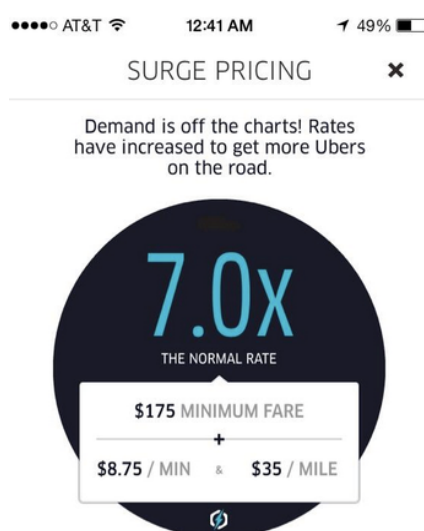 AT&T 12:41 AM 49%
SURGE PRICING
Demand is off the charts! Rates
have increased to get more Ubers
on the road.
7.0x
THE NORMAL RATE
$175 MINIMUM FARE
+
$8.75 / MIN & $35 / MILE